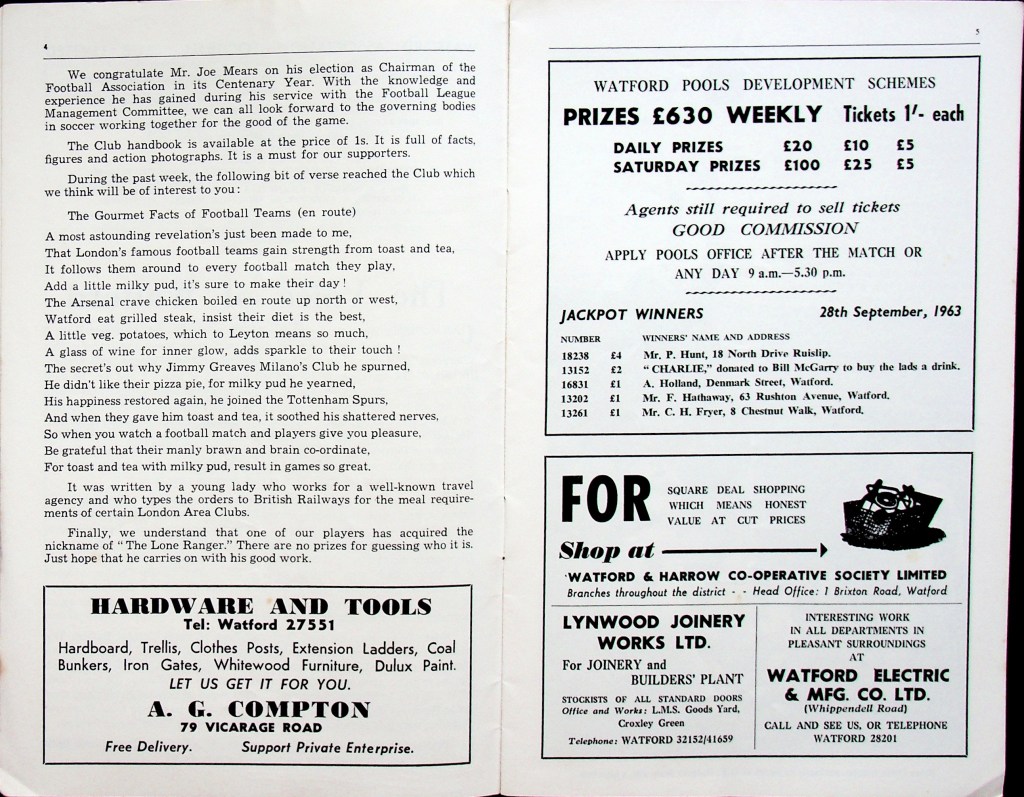 4
We congratulate Mr. Joe Mears on his election as Chairman of the
Football Association in its Centenary Year. With the knowledge and
experience he has gained during his service with the Football League
Management Committee, we can all look forward to the governing bodies
in soccer working together for the good of the game.
The Club handbook is available at the price of 1s. It is full of facts,
figures and action photographs. It is a must for our supporters.
During the past week, the following bit of verse reached the Club which
we think will be of interest to you:
The Gourmet Facts of Football Teams (en route)
A most astounding revelation's just been made to me,
That London's famous football teams gain strength from toast and tea,
It follows them around to every football match they play,
Add a little milky pud, it's sure to make their day!
The Arsenal crave chicken boiled en route up north or west,
Watford eat grilled steak, insist their diet is the best,
A little veg. potatoes, which to Leyton means so much,
A glass of wine for inner glow, adds sparkle to their touch!
The secret's out why Jimmy Greaves Milano's Club he spurned,
He didn't like their pizza pie, for milky pud he yearned,
His happiness restored again, he joined the Tottenham Spurs,
And when they gave him toast and tea, it soothed his shattered nerves,
So when you watch a football match and players give you pleasure,
Be grateful that their manly brawn and brain co-ordinate,
For toast and tea with milky pud, result in games so great.
It was written by a young lady who works for a well-known travel
agency and who types the orders to British Railways for the meal require-
ments of certain London Area Clubs.
Finally, we understand that one of our players has acquired the
nickname of "The Lone Ranger." There are no prizes for guessing who it is.
Just hope that he carries on with his good work.
HARDWARE AND TOOLS
Tel: Watford 27551
Hardboard, Trellis, Clothes Posts, Extension Ladders, Coal
Bunkers, Iron Gates, Whitewood Furniture, Dulux Paint.
LET US GET IT FOR YOU.
A. G. COMPTON
79 VICARAGE ROAD
Free Delivery. Support Private Enterprise.
5
WATFORD POOLS DEVELOPMENT SCHEMES
PRIZES £630 WEEKLY Tickets 1/- each
DAILY PRIZES £20 £10 £5
SATURDAY PRIZES £100 £25 £5
Agents still required to sell tickets
GOOD COMMISSION
APPLY POOLS OFFICE AFTER THE MATCH OR
ANY DAY 9 a.m.—5.30 p.m.
JACKPOT WINNERS 28th September, 1963
NUMBER WINNERS' NAME AND ADDRESS
18238 £4 Mr. P. Hunt, 18 North Drive Ruislip.
13152 £2 "CHARLIE," donated to Bill McGarry to buy the lads a drink.
16831 £1 A. Holland, Denmark Street, Watford.
13202 £1 Mr. F. Hathaway, 63 Rushton Avenue, Watford.
13261 £1 Mr. C. H. Fryer, 8 Chestnut Walk, Watford.
FOR SQUARE DEAL SHOPPING
WHICH MEANS HONEST
VALUE AT CUT PRICES
Shop at
WATFORD & HARROW CO-OPERATIVE SOCIETY LIMITED
Branches throughout the district - - Head Office: 1 Brixton Road, Watford
LYNWOOD JOINERY
WORKS LTD.
For JOINERY and
BUILDERS' PLANT
STOCKISTS OF ALL STANDARD DOORS
Office and Works: L.M.S. Goods Yard,
Croxley Green
Telephone: WATFORD 32152/41659
INTERESTING WORK
IN ALL DEPARTMENTS IN
PLEASANT SURROUNDINGS
AT
WATFORD ELECTRIC
& MFG. CO. LTD.
(Whippendell Road)
CALL AND SEE US, OR TELEPHONE
WATFORD 28201